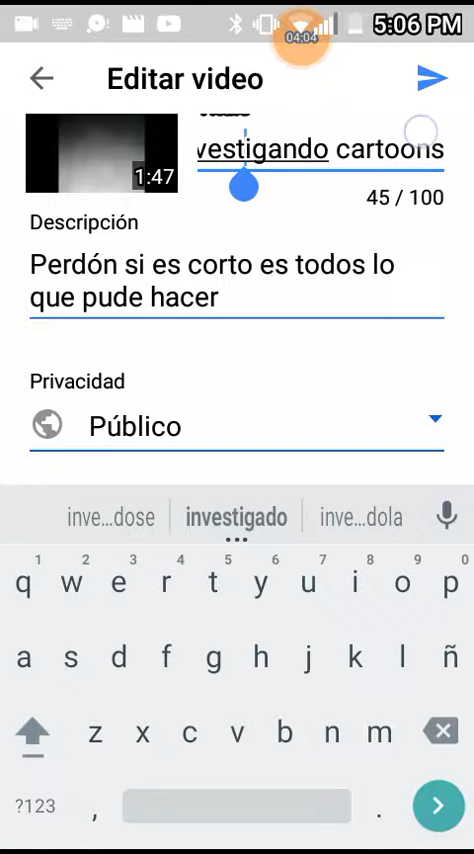 5:06 PM
04:04
Editar video
vestigando cartoons
1:47
45 / 100
Descripción
Perdón si es corto es todos lo
que pude hacer
Privacidad
Público
inve...dose investigado inve...dola
1 2 3 4 5 6 7 8 9 0
q w e r t y u i o p
a s d f g h j k l ñ
z x c v b n m
?123 , .